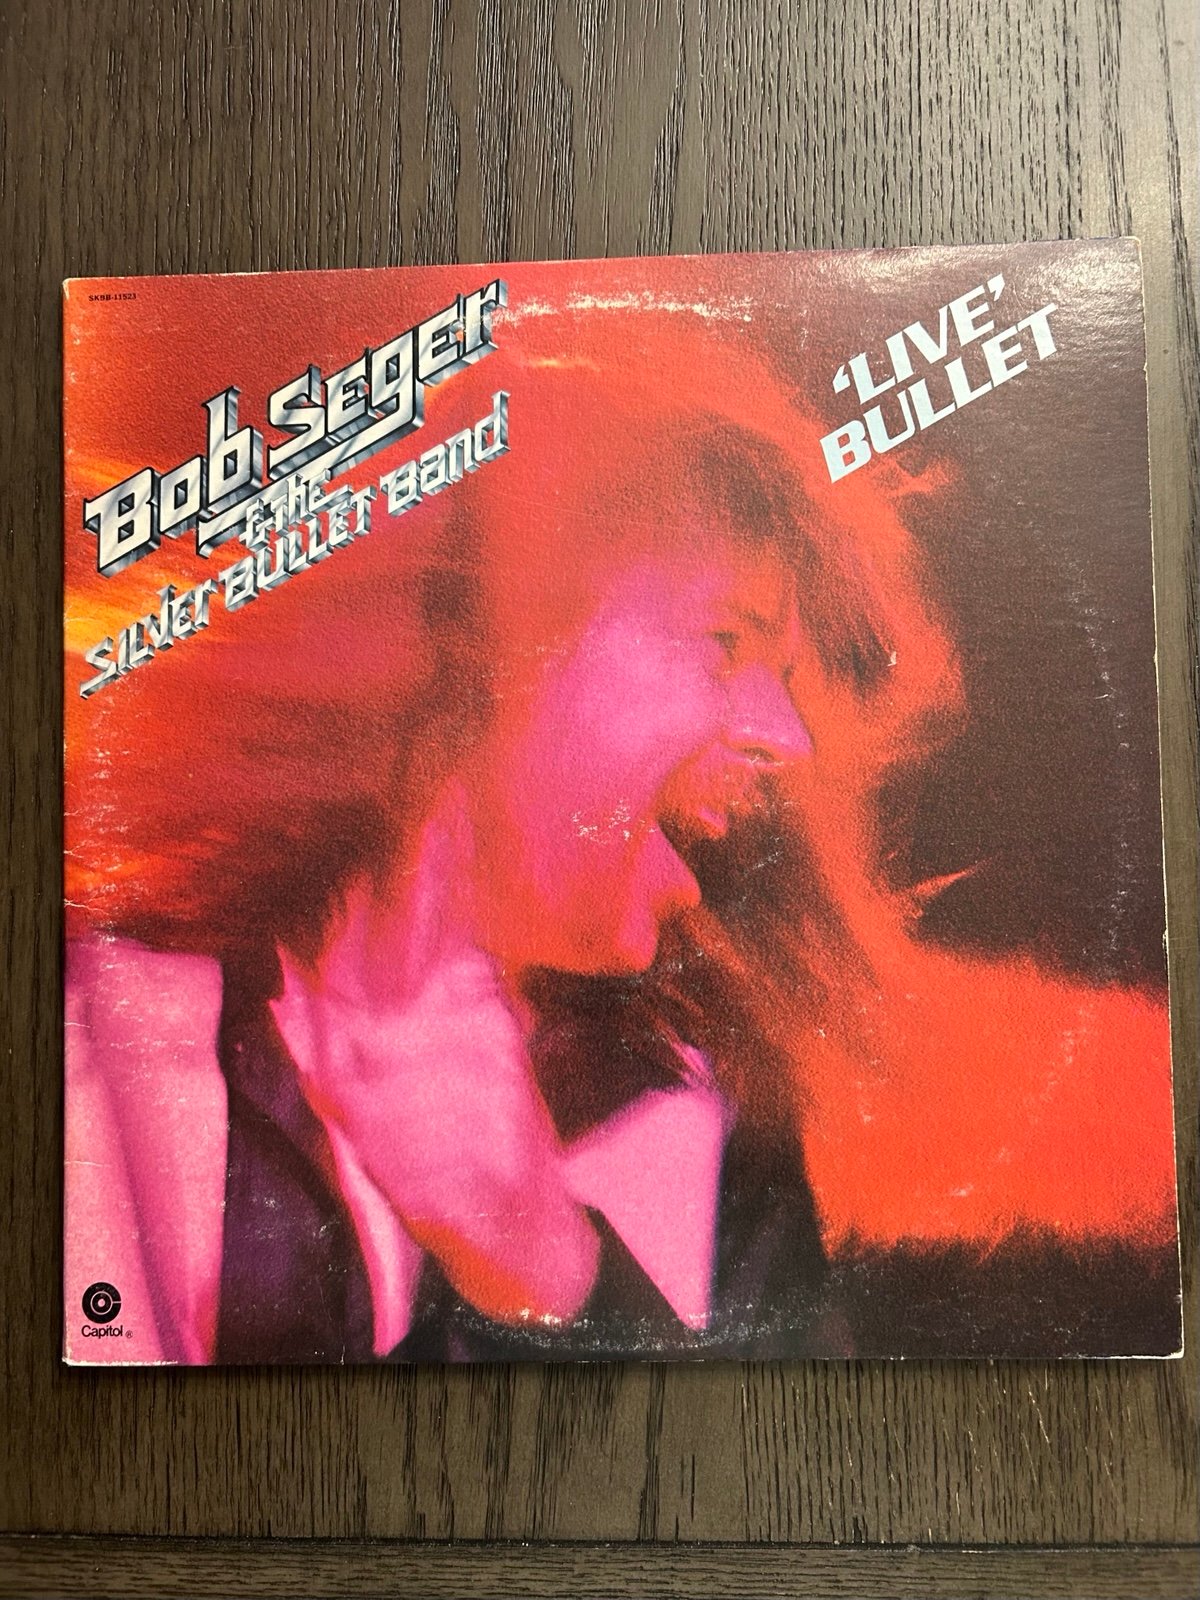 SKBB-11523
Bob Seger
& The
Silver Bullet Band
'LIVE'
BULLET
Capitol®